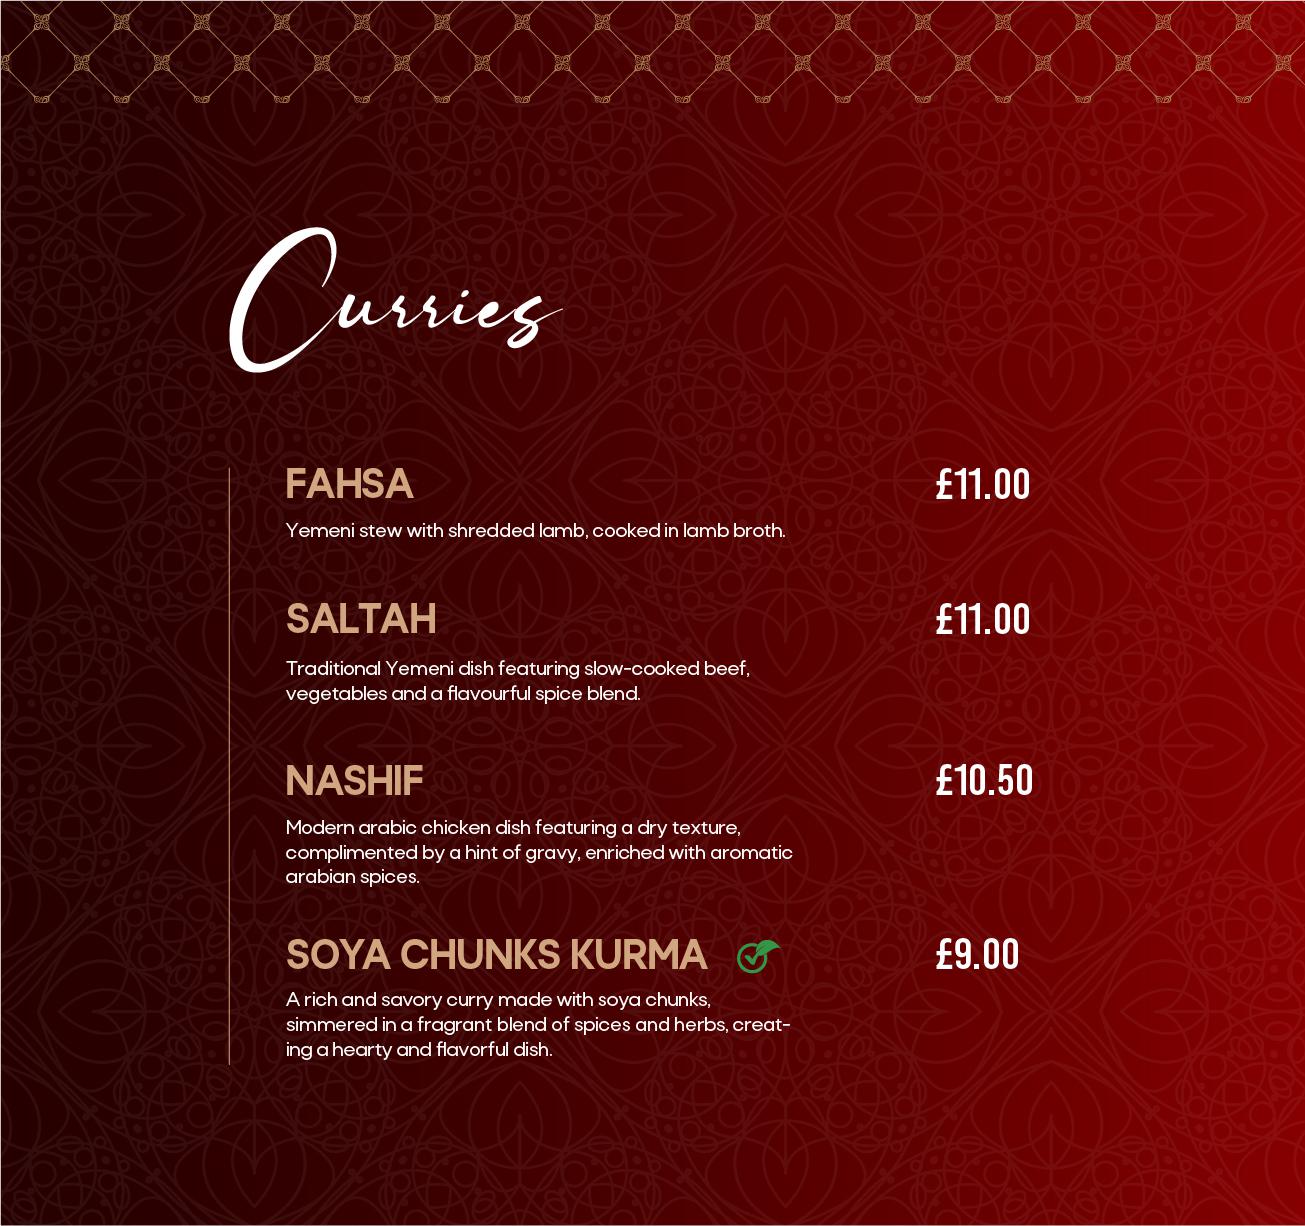 Curries
FAHSA £11.00
Yemeni stew with shredded lamb, cooked in lamb broth.
SALTAH £11.00
Traditional Yemeni dish featuring slow-cooked beef,
vegetables and a flavourful spice blend.
NASHIF £10.50
Modern arabic chicken dish featuring a dry texture,
complimented by a hint of gravy, enriched with aromatic
arabian spices.
SOYA CHUNKS KURMA £9.00
A rich and savory curry made with soya chunks,
simmered in a fragrant blend of spices and herbs, creat-
ing a hearty and flavorful dish.